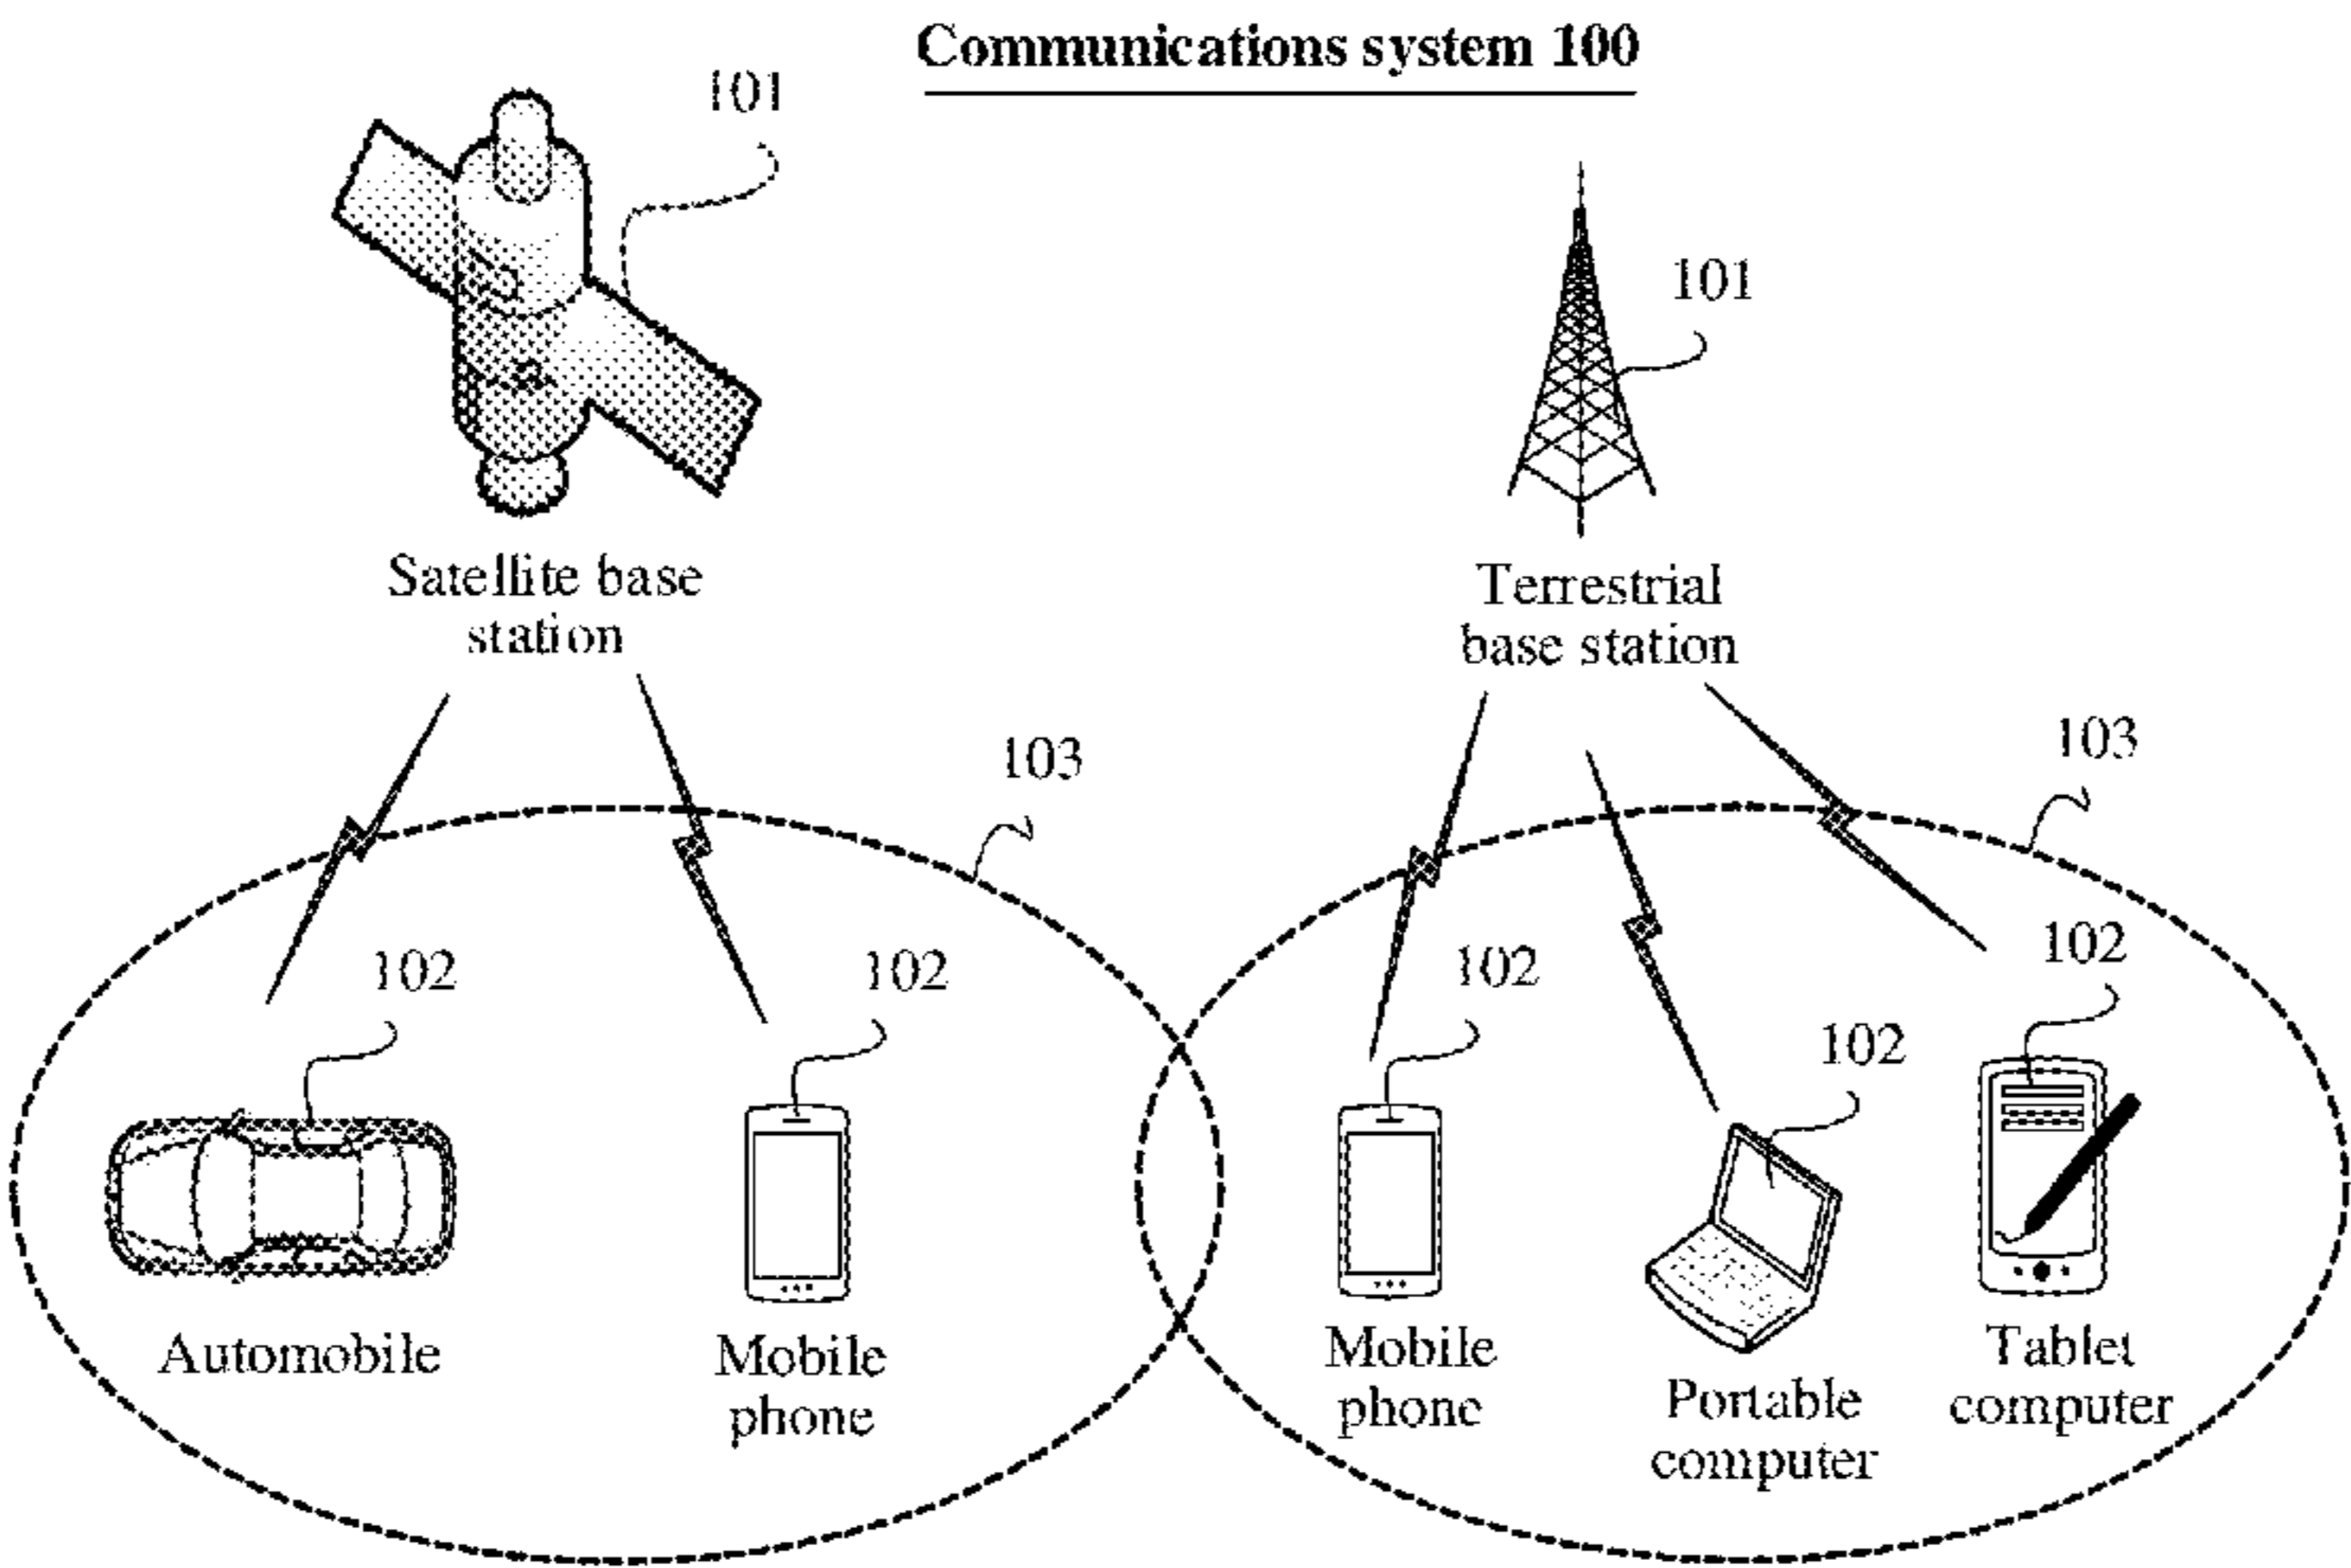 Communications system 100
101
101
Satellite base
station
Terrestrial
base station
103
103
102
102
102
102
102
Automobile
Mobile
phone
Mobile
phone
Portable
computer
Tablet
computer